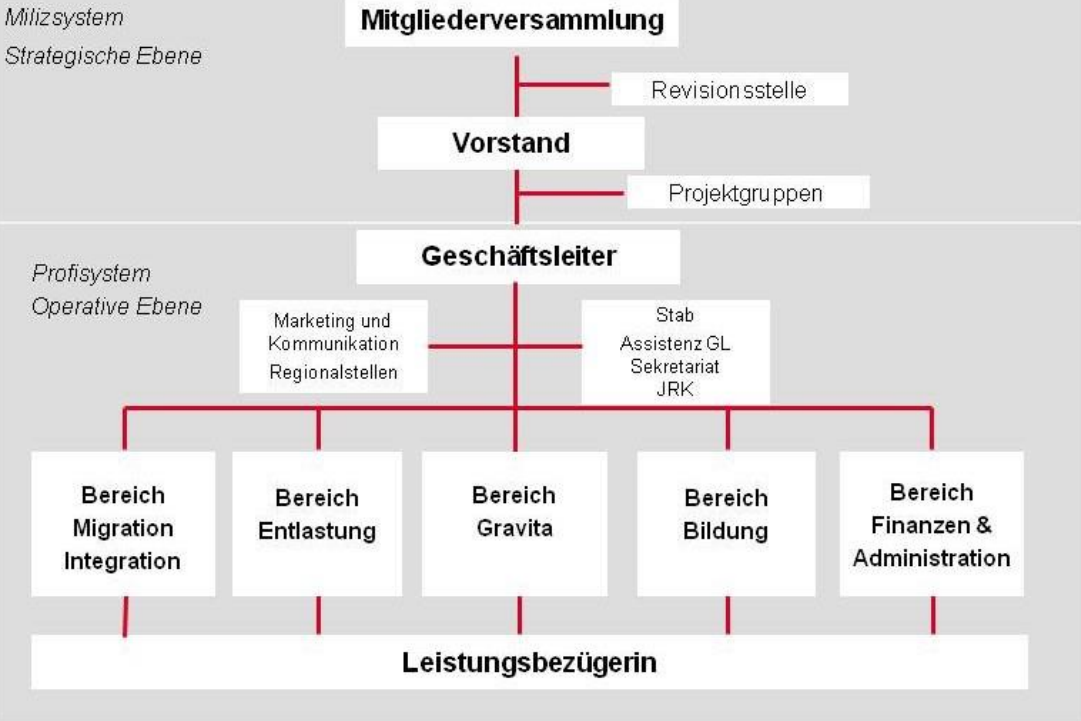 Milizsystem
Strategische Ebene
Mitgliederversammlung
Revisionsstelle
Vorstand
Projektgruppen
Profisystem
Operative Ebene
Geschäftsleiter
Marketing und
Kommunikation
Regionalstellen
Stab
Assistenz GL
Sekretariat
JRK
Bereich
Migration
Integration
Bereich
Entlastung
Bereich
Gravita
Bereich
Bildung
Bereich
Finanzen &
Administration
Leistungsbezügerin